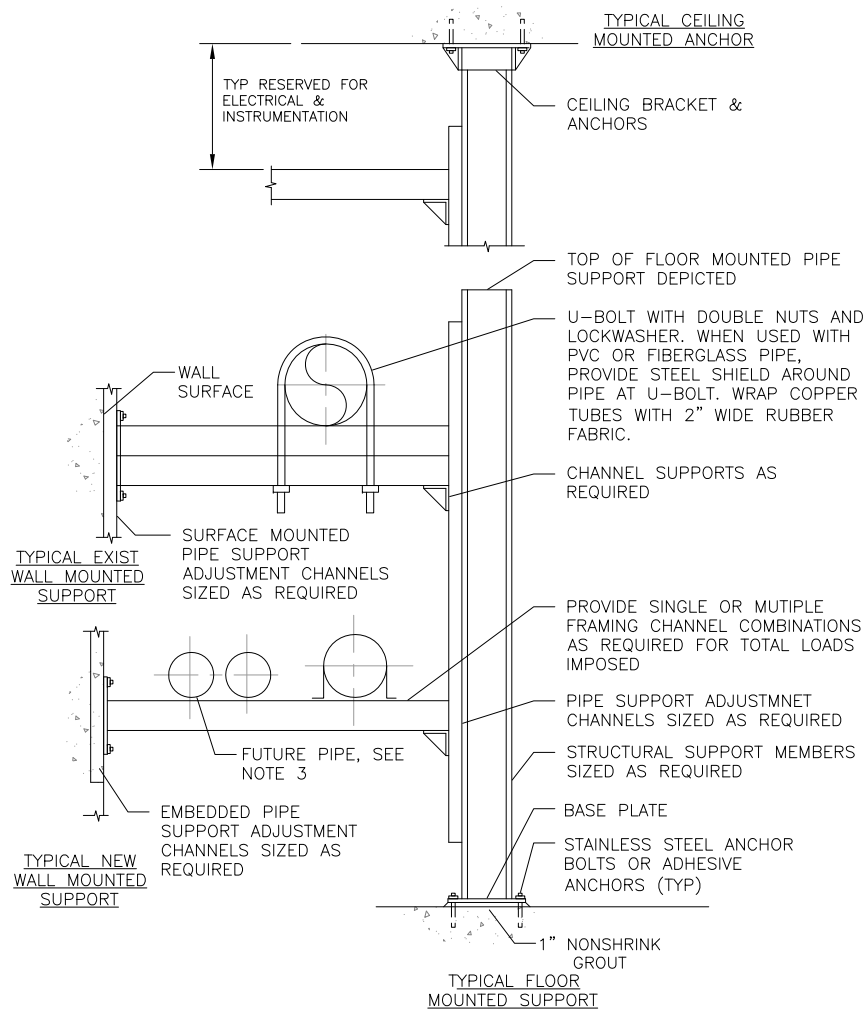 TYPICAL CEILING
MOUNTED ANCHOR
TYP RESERVED FOR
ELECTRICAL &
INSTRUMENTATION
CEILING BRACKET &
ANCHORS
TOP OF FLOOR MOUNTED PIPE
SUPPORT DEPICTED
U-BOLT WITH DOUBLE NUTS AND
LOCKWASHER. WHEN USED WITH
PVC OR FIBERGLASS PIPE,
PROVIDE STEEL SHIELD AROUND
PIPE AT U-BOLT. WRAP COPPER
TUBES WITH 2" WIDE RUBBER
FABRIC.
WALL
SURFACE
CHANNEL SUPPORTS AS
REQUIRED
SURFACE MOUNTED
PIPE SUPPORT
ADJUSTMENT CHANNELS
SIZED AS REQUIRED
TYPICAL EXIST
WALL MOUNTED
SUPPORT
PROVIDE SINGLE OR MUTIPLE
FRAMING CHANNEL COMBINATIONS
AS REQUIRED FOR TOTAL LOADS
IMPOSED
PIPE SUPPORT ADJUSTMNET
CHANNELS SIZED AS REQUIRED
FUTURE PIPE, SEE
NOTE 3
STRUCTURAL SUPPORT MEMBERS
SIZED AS REQUIRED
EMBEDDED PIPE
SUPPORT ADJUSTMENT
CHANNELS SIZED AS
REQUIRED
BASE PLATE
STAINLESS STEEL ANCHOR
BOLTS OR ADHESIVE
ANCHORS (TYP)
TYPICAL NEW
WALL MOUNTED
SUPPORT
1" NONSHRINK
GROUT
TYPICAL FLOOR
MOUNTED SUPPORT